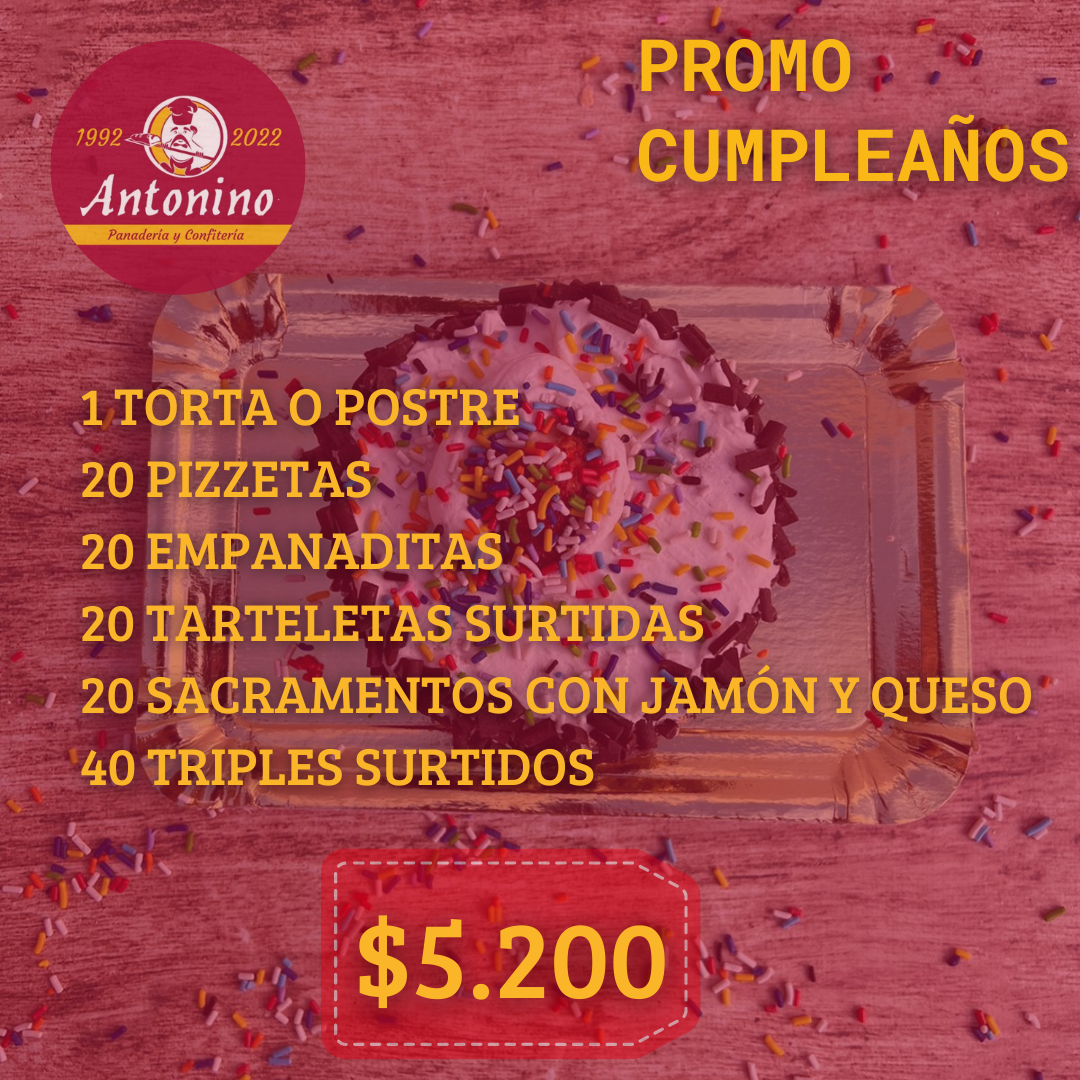 PROMO
CUMPLEAÑOS
1992 2022
Antonino
Panadería y Confitería
1 TORTA O POSTRE
20 PIZZETAS
20 EMPANADITAS
20 TARTELETAS SURTIDAS
20 SACRAMENTOS CON JAMÓN Y QUESO
40 TRIPLES SURTIDOS
$5.200